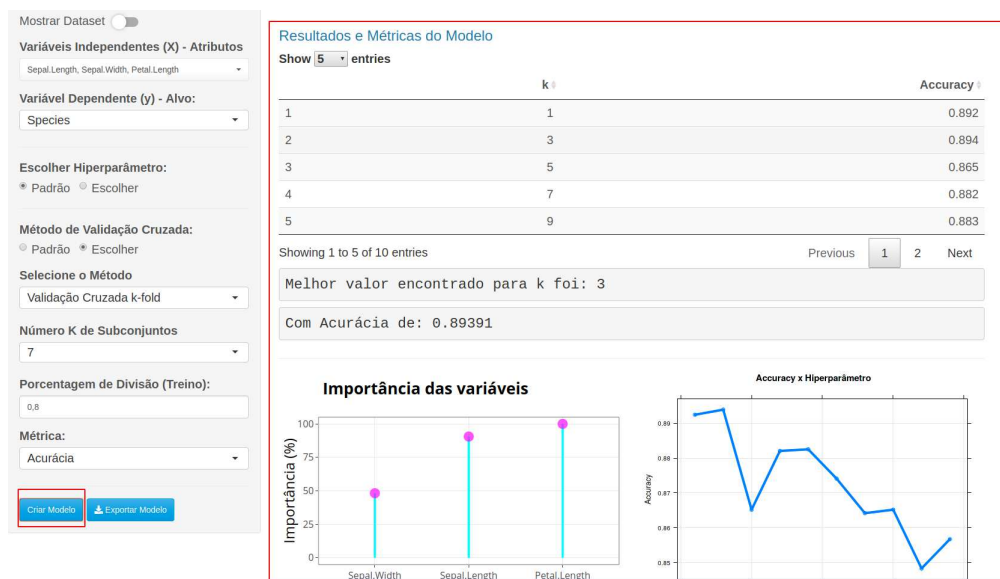 Mostrar Dataset
Variáveis Independentes (X) - Atributos
Sepal.Length, Sepal.Width, Petal.Length
Variável Dependente (y) - Alvo:
Species
Escolher Hiperparâmetro:
Padrão Escolher
Método de Validação Cruzada:
Padrão Escolher
Selecione o Método
Validação Cruzada k-fold
Número K de Subconjuntos
7
Porcentagem de Divisão (Treino):
0,8
Métrica:
Acurácia
Criar Modelo Exportar Modelo
Resultados e Métricas do Modelo
Show 5 entries
k Accuracy
1 1 0.892
2 3 0.894
3 5 0.865
4 7 0.882
5 9 0.883
Showing 1 to 5 of 10 entries
Previous 1 2 Next
Melhor valor encontrado para k foi: 3
Com Acurácia de: 0.89391
Importância das variáveis
Importância (%)
100
75
50
25
0
Sepal.Width Sepal.Length Petal.Length
Accuracy x Hiperparâmetro
Accuracy
0.89
0.88
0.87
0.86
0.85